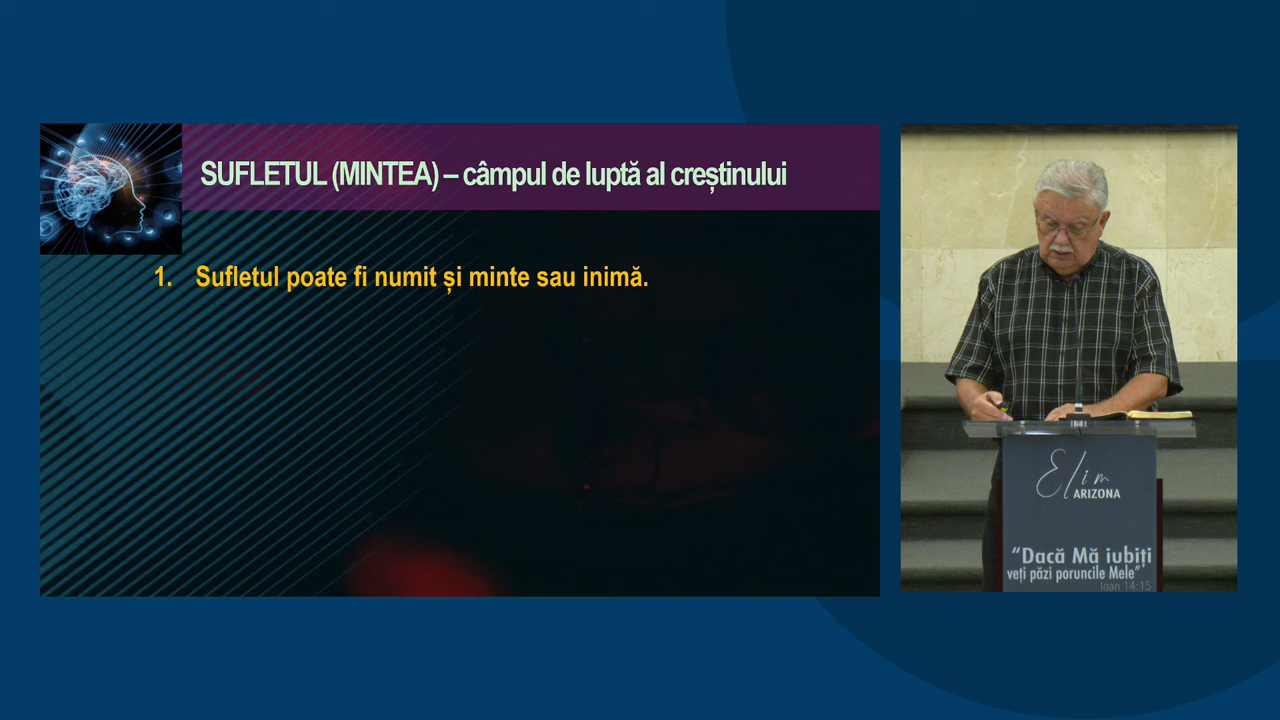 SUFLETUL (MINTEA) – câmpul de luptă al creștinului
1. Sufletul poate fi numit și minte sau inimă.
Elim
ARIZONA
“Dacă Mă iubiți
veți păzi poruncile Mele”
Ioan 14:15